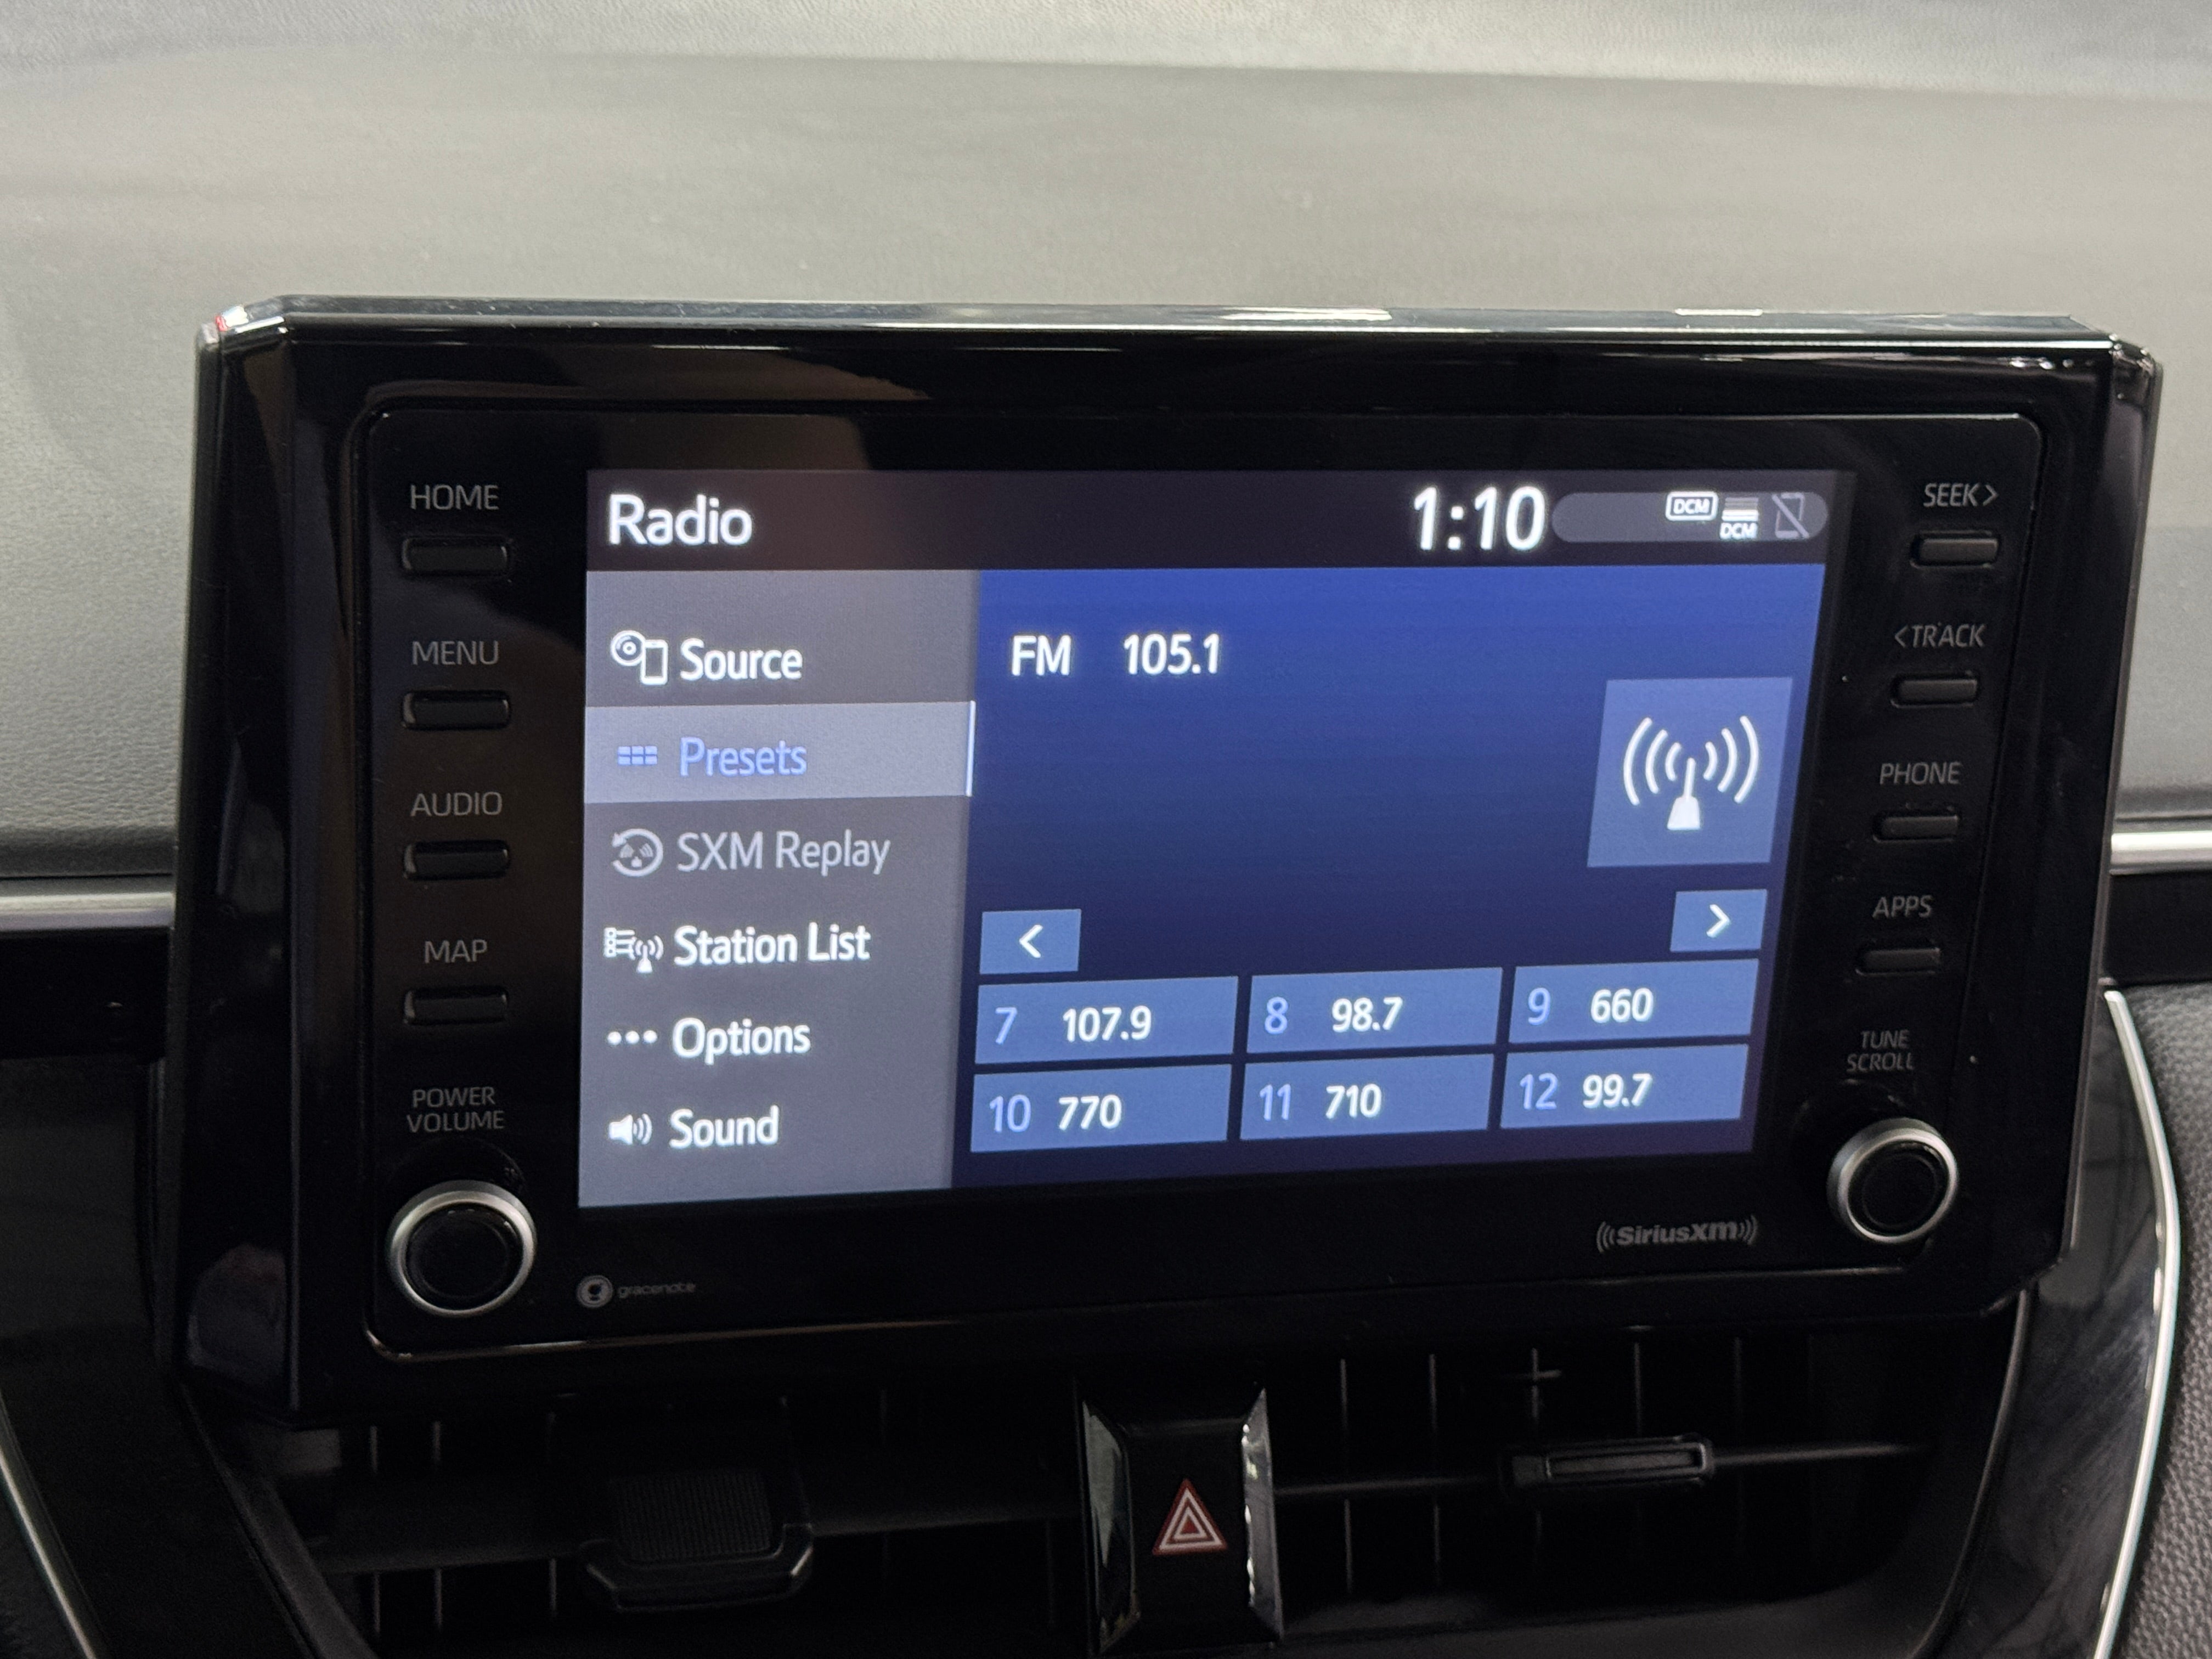 HOME
MENU
AUDIO
MAP
POWER
VOLUME
Radio
1:10
DCM
DCM
Source
Presets
SXM Replay
Station List
Options
Sound
FM 105.1
<
>
7 107.9
8 98.7
9 660
10 770
11 710
12 99.7
SEEK>
<TRACK
PHONE
APPS
TUNE
SCROLL
gracenote
SiriusXM